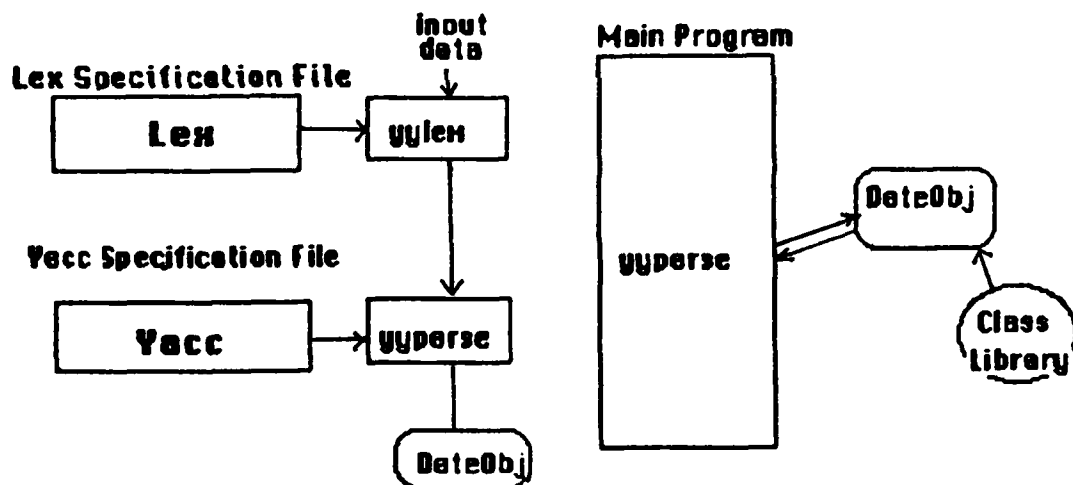 input
data
Lex Specification File
Lex
yylex
Yacc Specification File
Yacc
yyparse
DateObj
Main Program
yyparse
DateObj
Class
Library